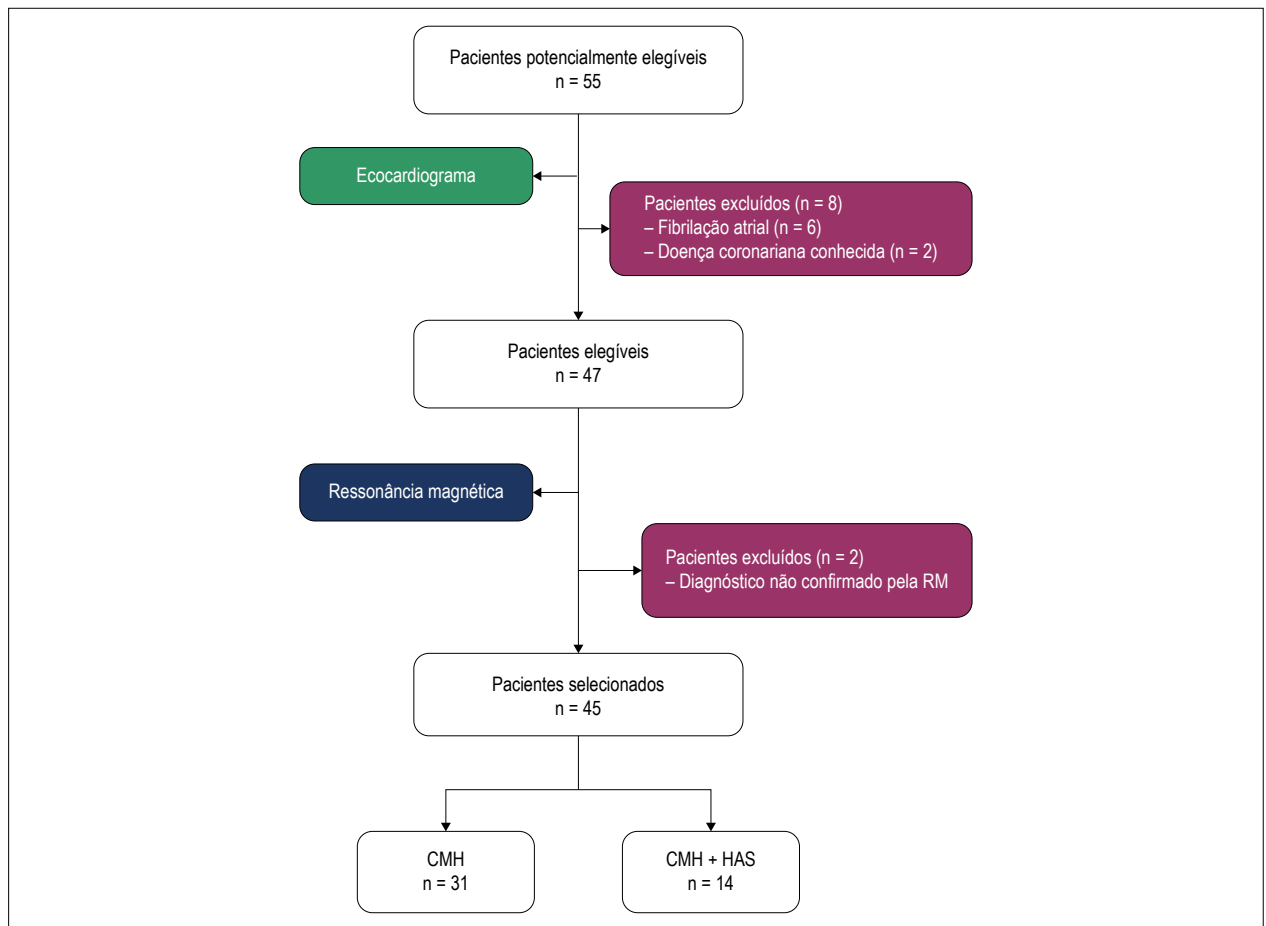 Pacientes potencialmente elegíveis
n = 55
Ecocardiograma
Pacientes excluídos (n = 8)
– Fibrilação atrial (n = 6)
– Doença coronariana conhecida (n = 2)
Pacientes elegíveis
n = 47
Ressonância magnética
Pacientes excluídos (n = 2)
– Diagnóstico não confirmado pela RM
Pacientes selecionados
n = 45
CMH
n = 31
CMH + HAS
n = 14